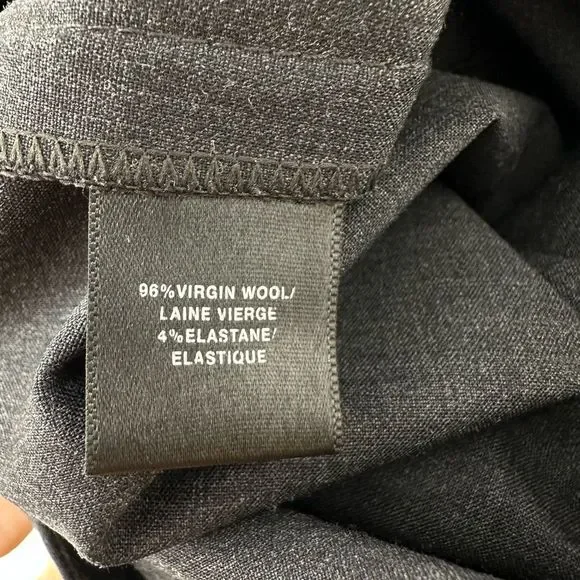 96%VIRGIN WOOL/
LAINE VIERGE
4%ELASTANE/
ELASTIQUE